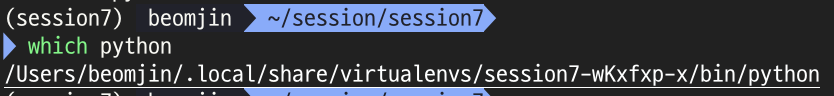 (session7) beomjin ~/session/session7
which python
/Users/beomjin/.local/share/virtualenvs/session7-wKxfxp-x/bin/python